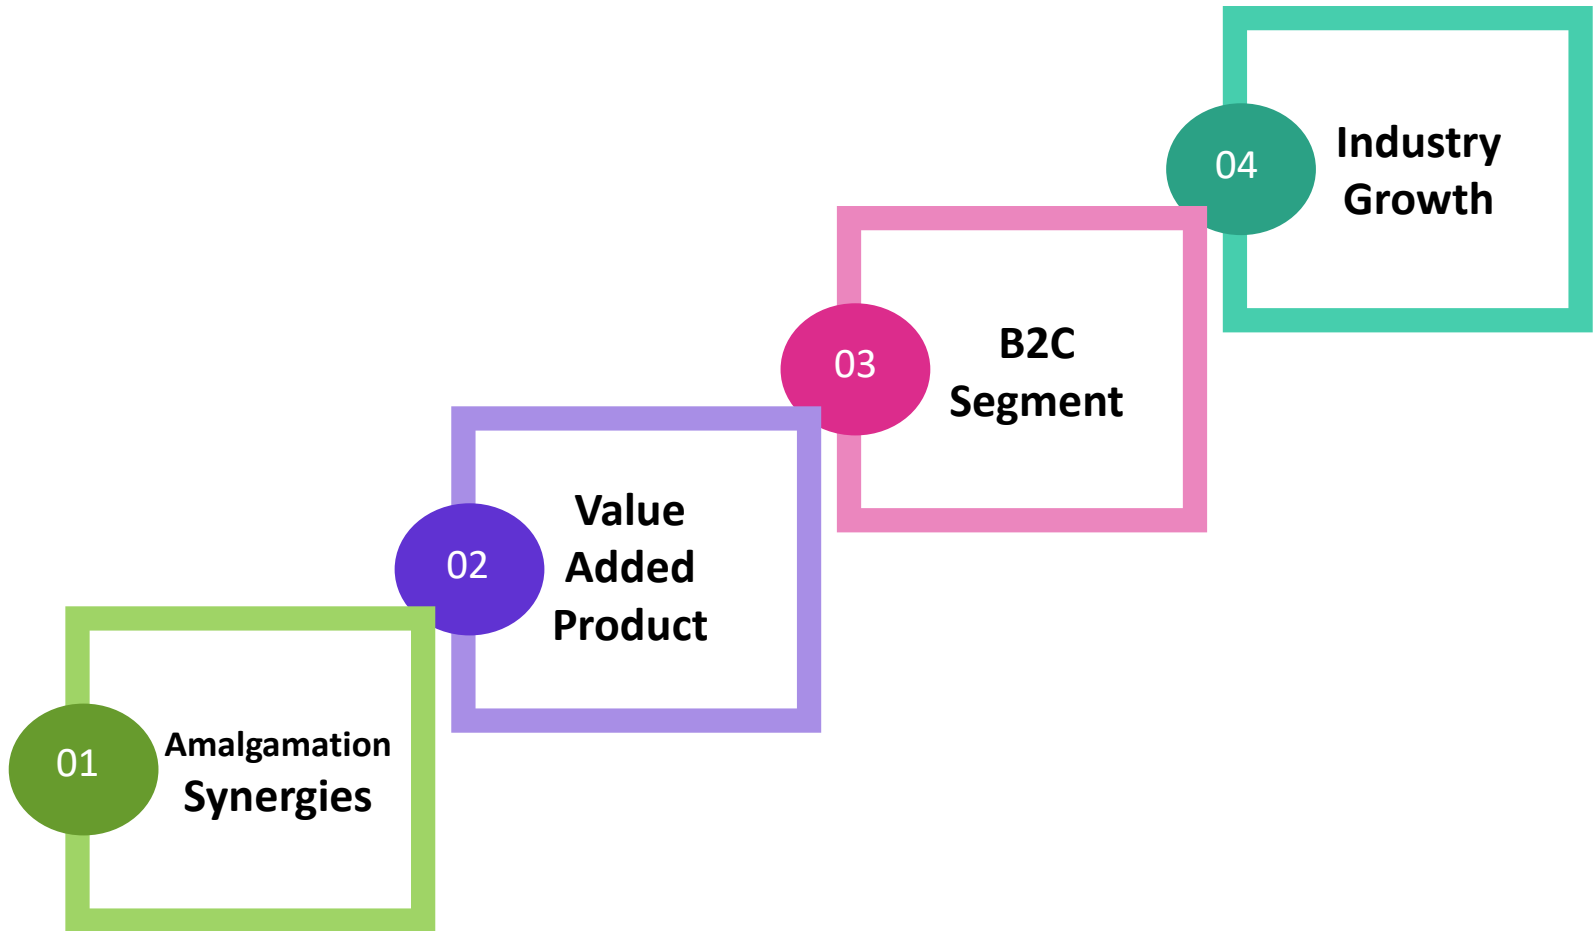 01
Amalgamation
Synergies
02
Value
Added
Product
03
B2C
Segment
04
Industry
Growth